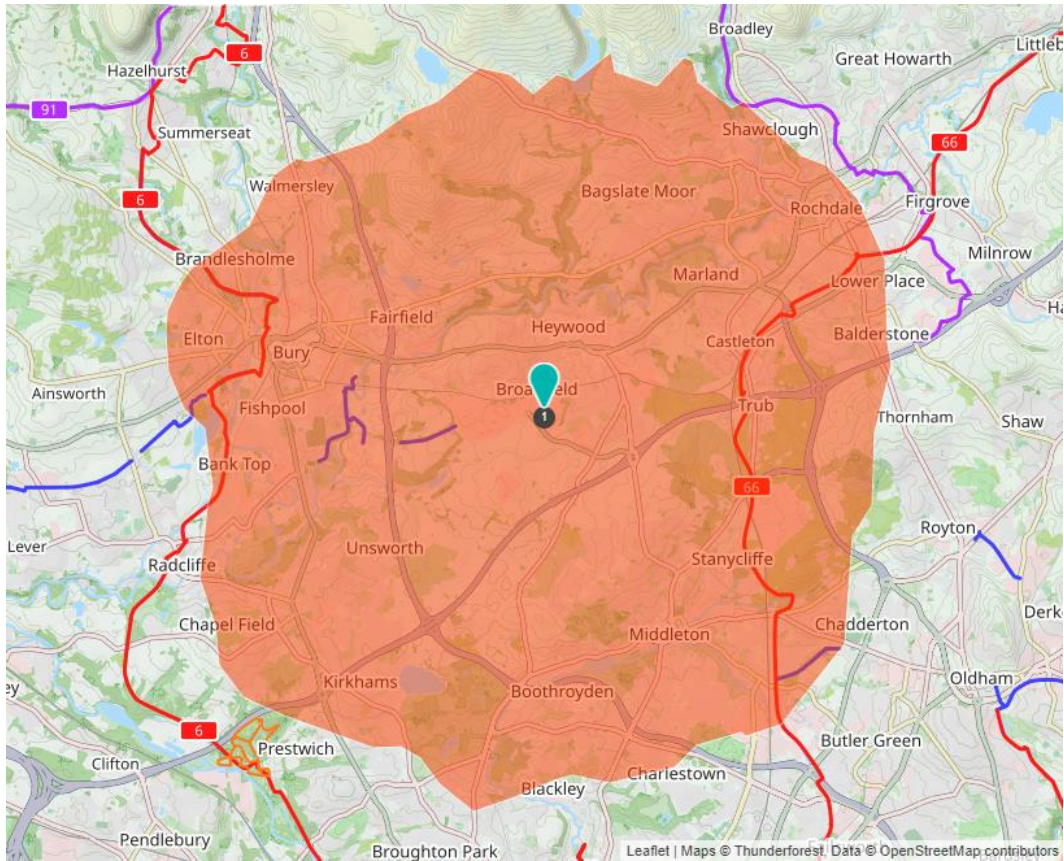 Broadley
6
Great Howarth
Hazelhurst
91
Summerseat
Shawclough
66
Walmersley
Bagslate Moor
6
Rochdale
Firgrove
Brandlesholme
Milnrow
Marland
Lower Place
Fairfield
Heywood
Balderstone
Elton
Bury
Castleton
Ainsworth
Fishpool
1
Trub
Thornham
Shaw
Bank Top
66
Royton
Lever
Unsworth
Radcliffe
Stanycliffe
Chapel Field
Middleton
Chadderton
Kirkhams
Boothroyden
Oldham
6
Prestwich
Butler Green
Clifton
Charlestown
Blackley
Pendlebury
Broughton Park
Leaflet | Maps © Thunderforest, Data © OpenStreetMap contributors